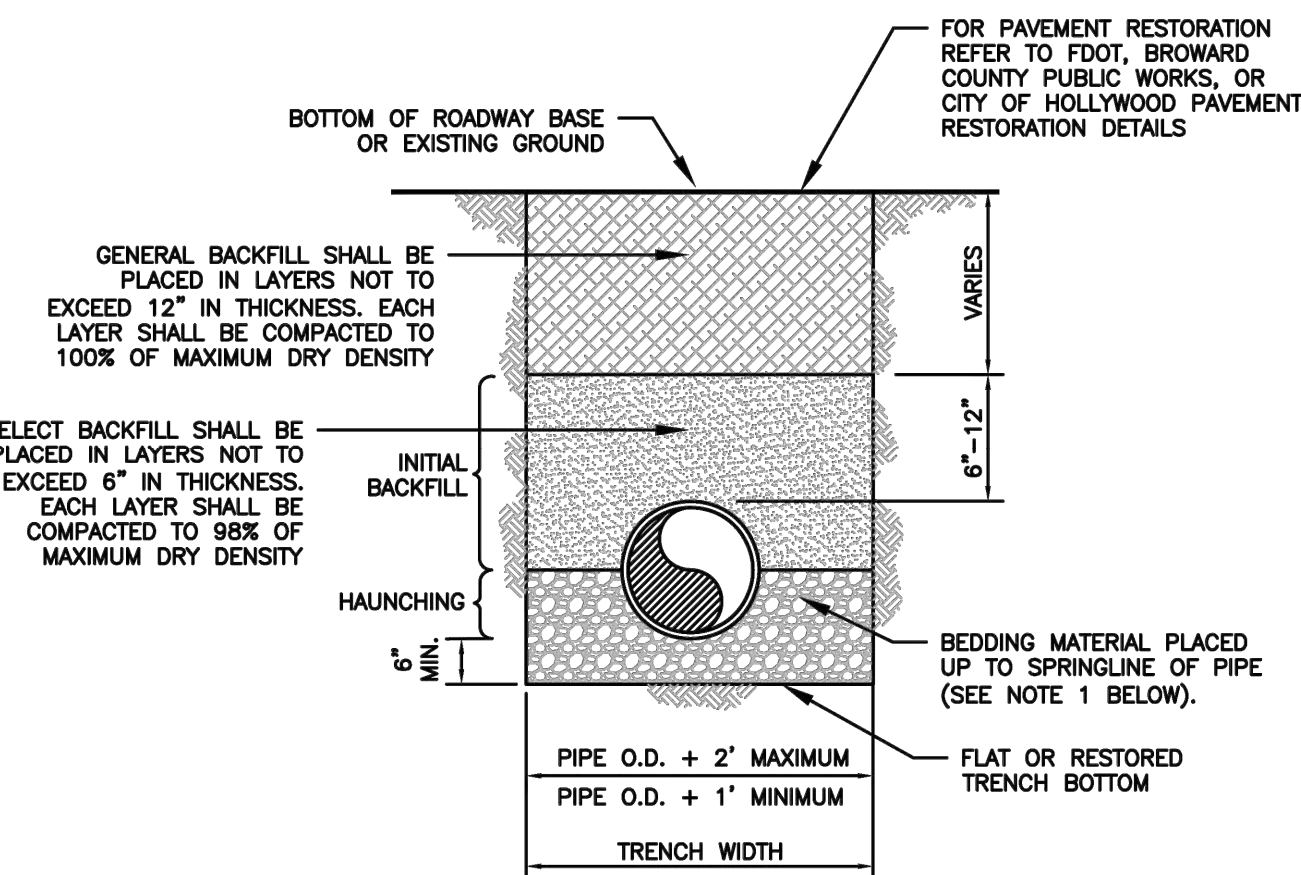 FOR PAVEMENT RESTORATION
REFER TO FDOT, BROWARD
COUNTY PUBLIC WORKS, OR
CITY OF HOLLYWOOD PAVEMENT
RESTORATION DETAILS
BOTTOM OF ROADWAY BASE
OR EXISTING GROUND
GENERAL BACKFILL SHALL BE
PLACED IN LAYERS NOT TO
EXCEED 12" IN THICKNESS. EACH
LAYER SHALL BE COMPACTED TO
100% OF MAXIMUM DRY DENSITY
VARIES
6"-12"
ELECT BACKFILL SHALL BE
PLACED IN LAYERS NOT TO
EXCEED 6" IN THICKNESS.
EACH LAYER SHALL BE
COMPACTED TO 98% OF
MAXIMUM DRY DENSITY
INITIAL
BACKFILL
HAUNCHING
6"
MIN.
BEDDING MATERIAL PLACED
UP TO SPRINGLINE OF PIPE
(SEE NOTE 1 BELOW).
FLAT OR RESTORED
TRENCH BOTTOM
PIPE O.D. + 2' MAXIMUM
PIPE O.D. + 1' MINIMUM
TRENCH WIDTH